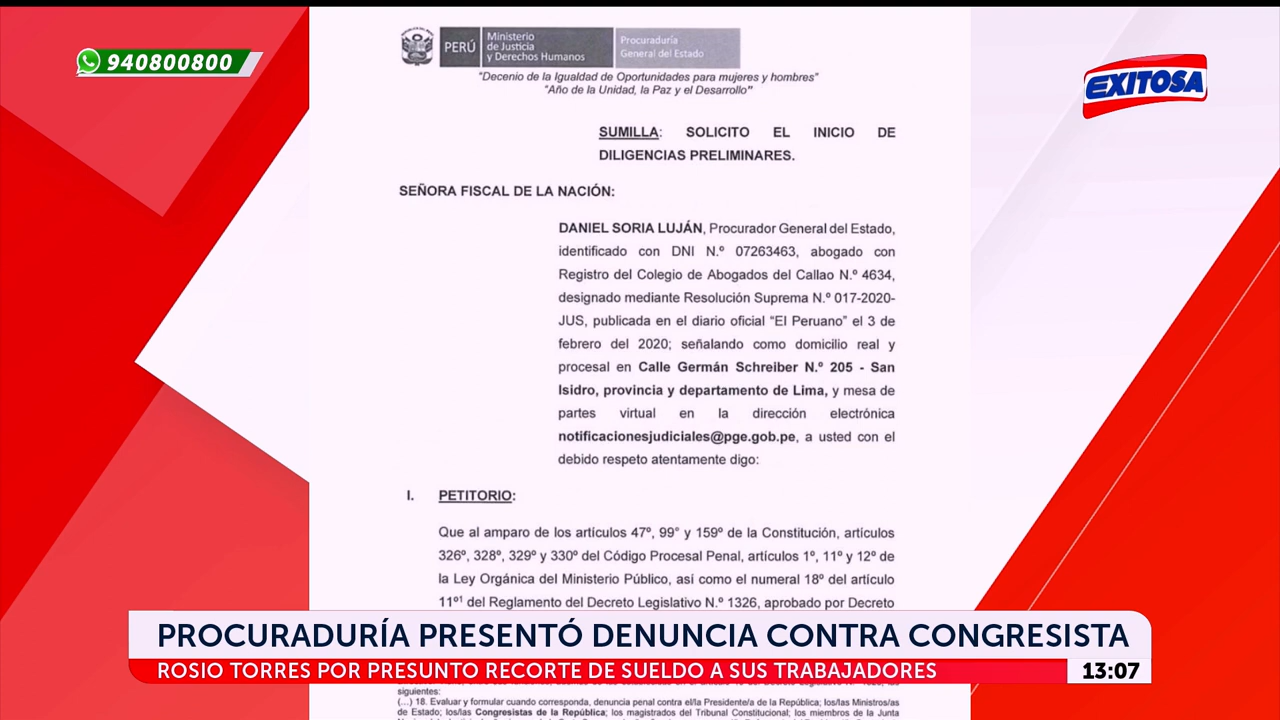 940800800
EXITOSA
PERÚ
Ministerio
de Justicia
y Derechos Humanos
Procuraduría
General del Estado
"Decenio de la Igualdad de Oportunidades para mujeres y hombres"
"Año de la Unidad, la Paz y el Desarrollo"
SUMILLA: SOLICITO EL INICIO DE
DILIGENCIAS PRELIMINARES.
SEÑORA FISCAL DE LA NACIÓN:
DANIEL SORIA LUJÁN, Procurador General del Estado,
identificado con DNI N.º 07263463, abogado con
Registro del Colegio de Abogados del Callao N.º 4634,
designado mediante Resolución Suprema N.º 017-2020-
JUS, publicada en el diario oficial "El Peruano" el 3 de
febrero del 2020; señalando como domicilio real y
procesal en Calle Germán Schreiber N.º 205 - San
Isidro, provincia y departamento de Lima, y mesa de
partes virtual en la dirección electrónica
notificacionesjudiciales@pge.gob.pe, a usted con el
debido respeto atentamente digo:
I. PETITORIO:
Que al amparo de los artículos 47º, 99° y 159º de la Constitución, artículos
326º, 328º, 329º y 330º del Código Procesal Penal, artículos 1º, 11º y 12º de
la Ley Orgánica del Ministerio Público, así como el numeral 18º del artículo
11º¹ del Reglamento del Decreto Legislativo N.º 1326, aprobado por Decreto
PROCURADURÍA PRESENTÓ DENUNCIA CONTRA CONGRESISTA
ROSIO TORRES POR PRESUNTO RECORTE DE SUELDO A SUS TRABAJADORES
13:07
siguientes:
(...) 18. Evaluar y formular cuando corresponda, denuncia penal contra el/la Presidente/a de la República; los/las Ministros/as
de Estado; los/las Congresistas de la República; los magistrados del Tribunal Constitucional; los miembros de la Junta